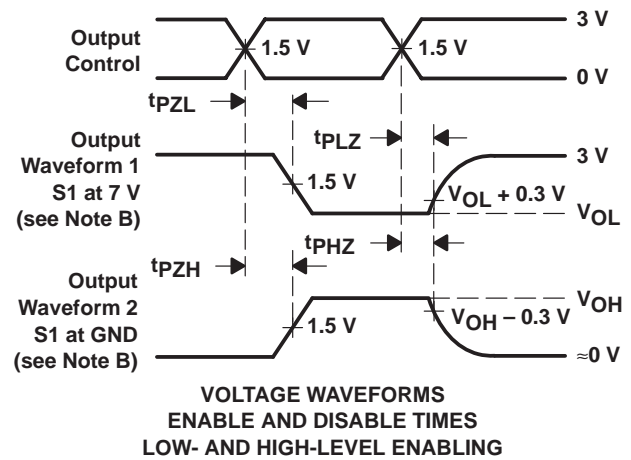 Output
Control
1.5 V
1.5 V
3 V
0 V
tPZL
tPLZ
Output
Waveform 1
S1 at 7 V
(see Note B)
1.5 V
3 V
VOL + 0.3 V
VOL
tPZH
tPHZ
Output
Waveform 2
S1 at GND
(see Note B)
1.5 V
VOH
VOH – 0.3 V
≈0 V
VOLTAGE WAVEFORMS
ENABLE AND DISABLE TIMES
LOW- AND HIGH-LEVEL ENABLING